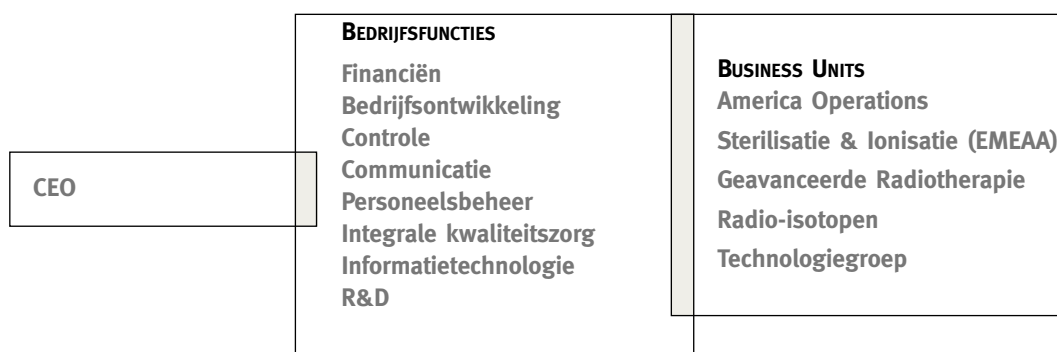 CEO
BEDRIJFSFUNCTIES
Financiën
Bedrijfsontwikkeling
Controle
Communicatie
Personeelsbeheer
Integrale kwaliteitszorg
Informatietechnologie
R&D
BUSINESS UNITS
America Operations
Sterilisatie & Ionisatie (EMEAA)
Geavanceerde Radiotherapie
Radio-isotopen
Technologiegroep